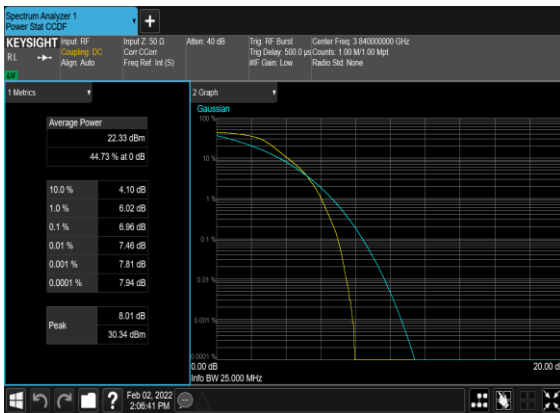 Spectrum Analyzer 1
Power Stat CCDF
KEYSIGHT
RL
LV
Input: RF
Coupling: DC
Align: Auto
Input Z: 50 Ω
Corr CCorr
Freq Ref: Int (S)
Atten: 40 dB
Trig: RF Burst
Trig Delay: 500.0 µs
#IF Gain: Low
Center Freq: 3.840000000 GHz
Counts: 1.00 M/1.00 Mpt
Radio Std: None
1 Metrics
Average Power
22.33 dBm
44.73 % at 0 dB
10.0 % 4.10 dB
1.0 % 6.02 dB
0.1 % 6.96 dB
0.01 % 7.46 dB
0.001 % 7.81 dB
0.0001 % 7.94 dB
Peak
8.01 dB
30.34 dBm
2 Graph
Gaussian
100 %
10 %
1 %
0.1 %
0.01 %
0.001 %
0.0001 %
0.00 dB
20.00 d
Info BW 25.000 MHz
?
Feb 02, 2022
2:06:41 PM